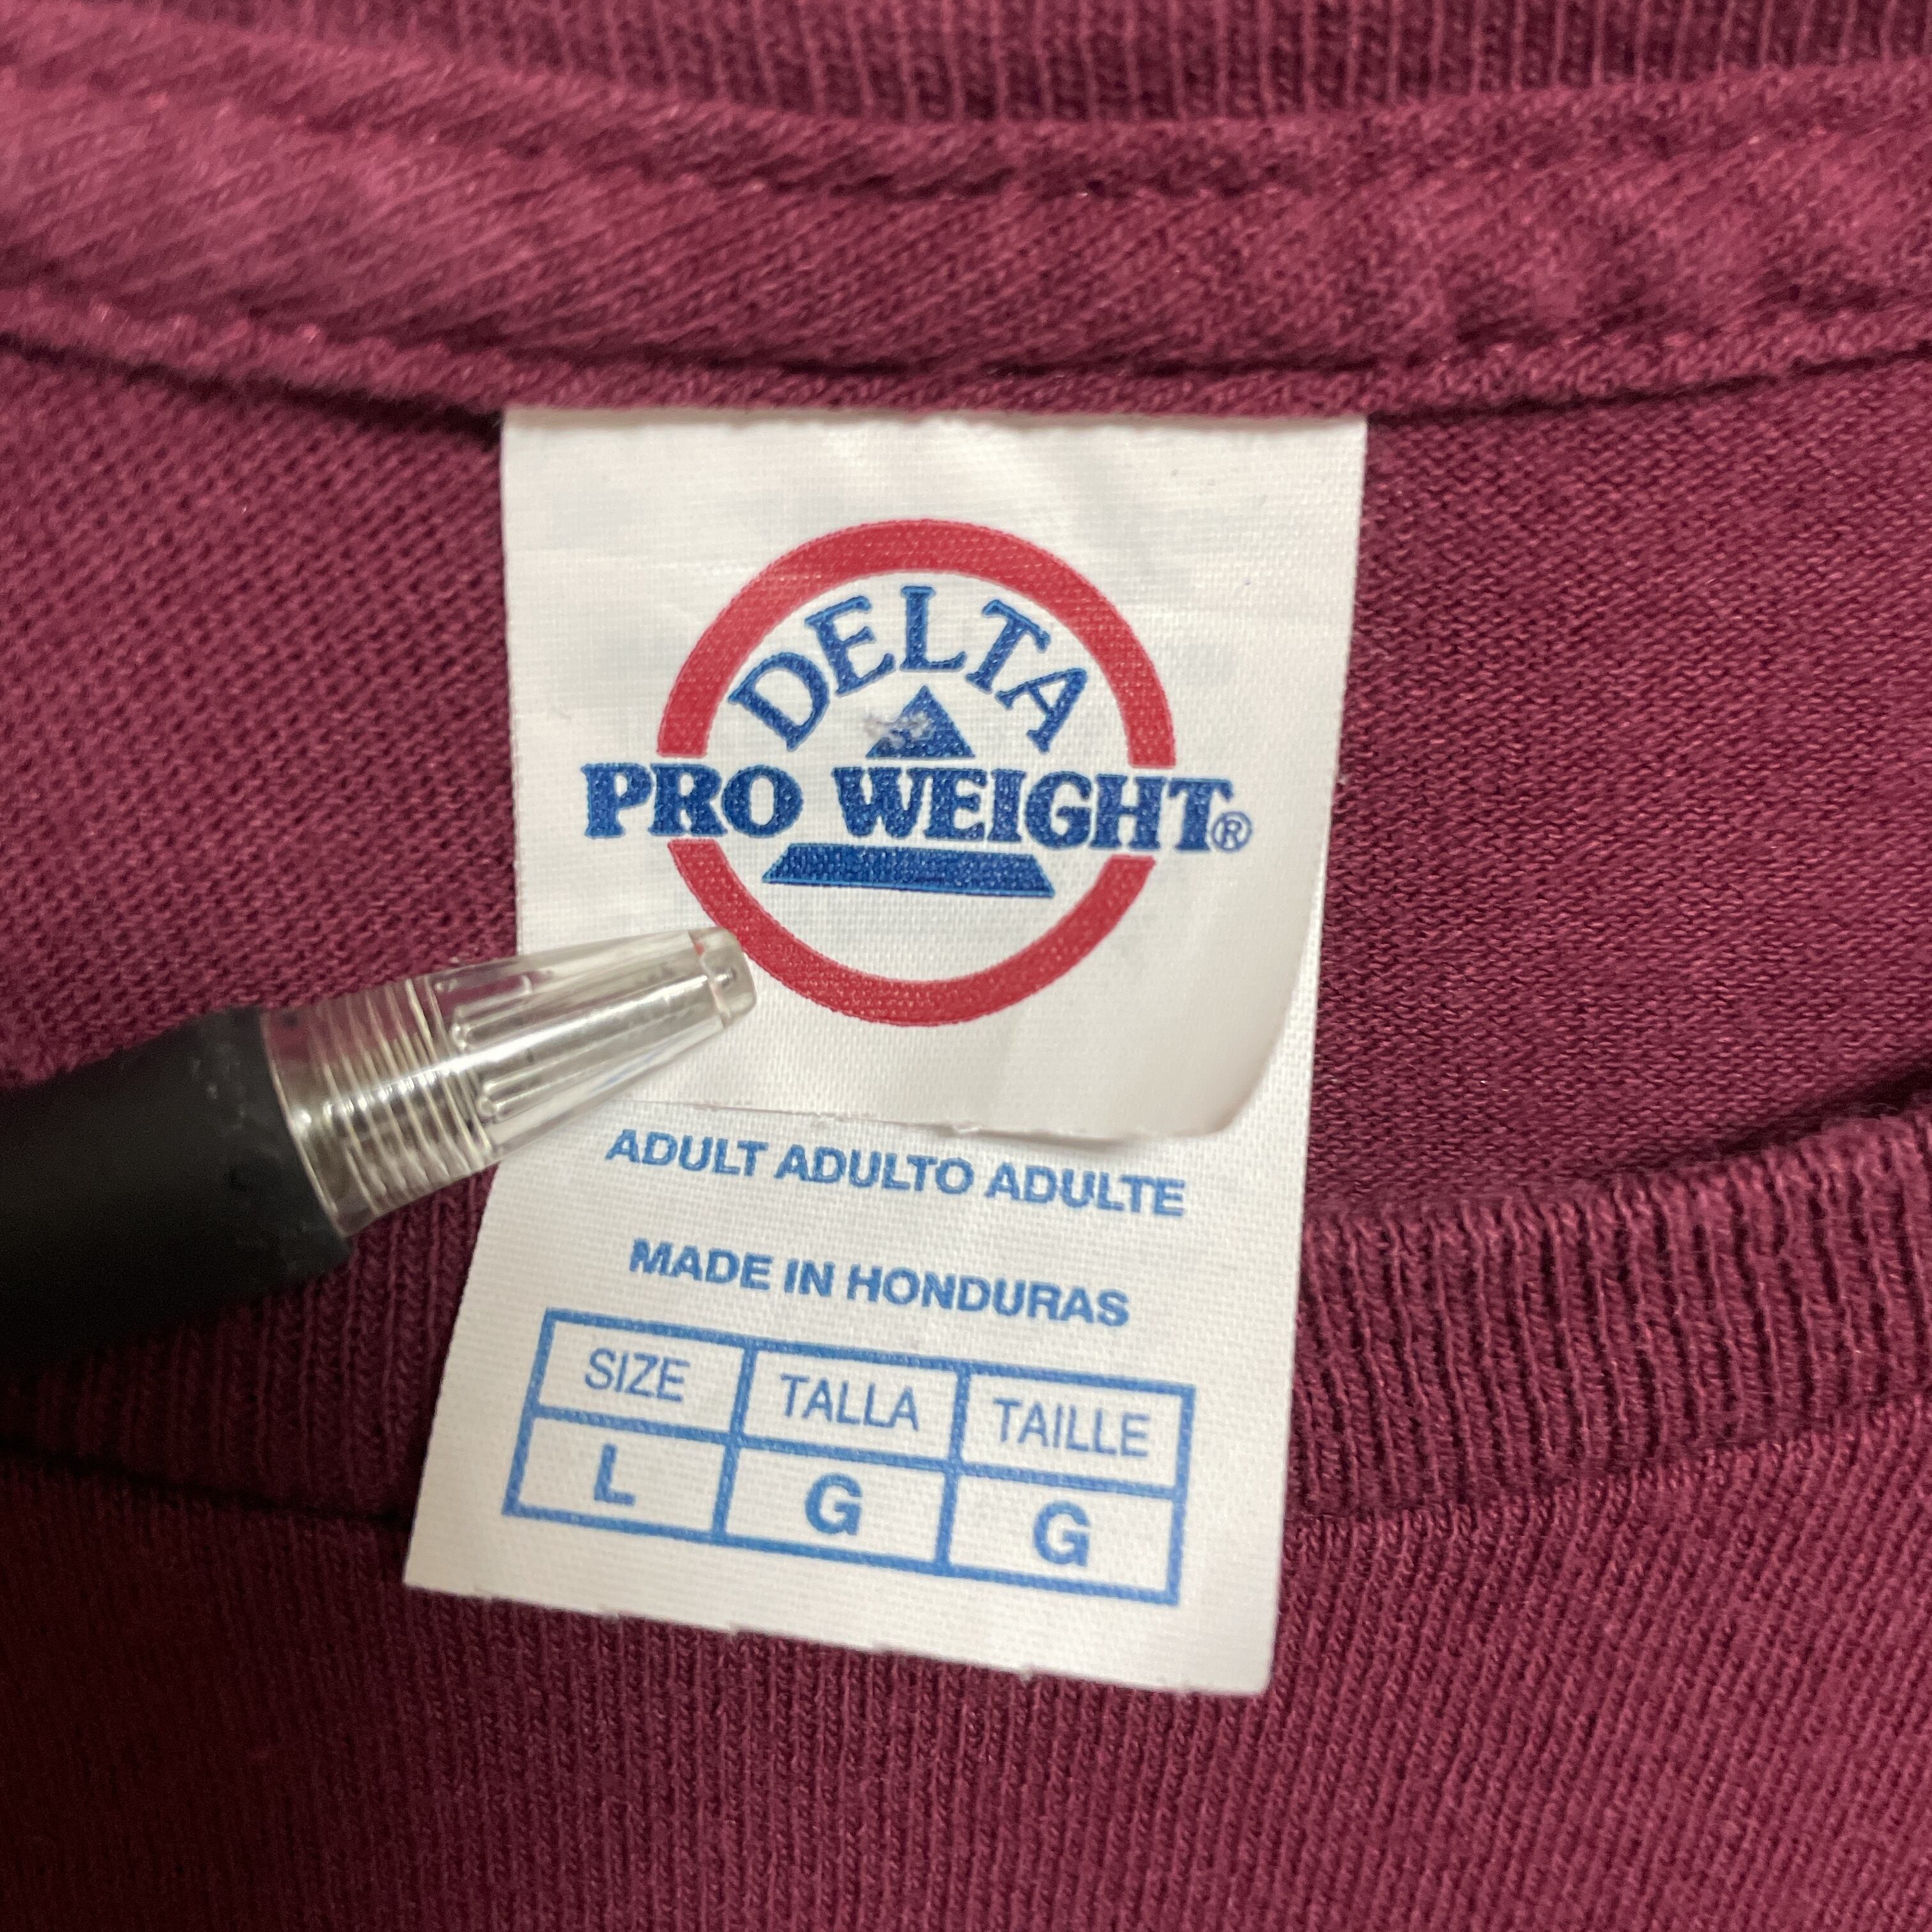 DELTA
PRO WEIGHT®
ADULT ADULTO ADULTE
MADE IN HONDURAS
SIZE TALLA TAILLE
L G G